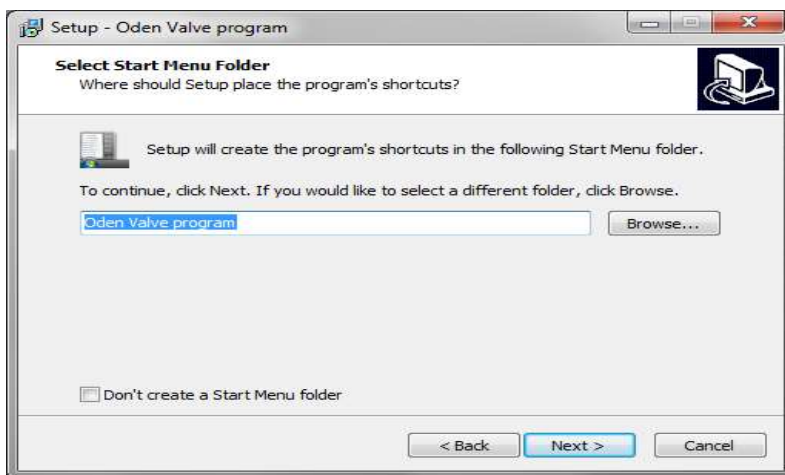 Setup - Oden Valve program
Select Start Menu Folder
Where should Setup place the program's shortcuts?
Setup will create the program's shortcuts in the following Start Menu folder.
To continue, click Next. If you would like to select a different folder, click Browse.
Oden Valve program
Browse...
Don't create a Start Menu folder
< Back
Next >
Cancel